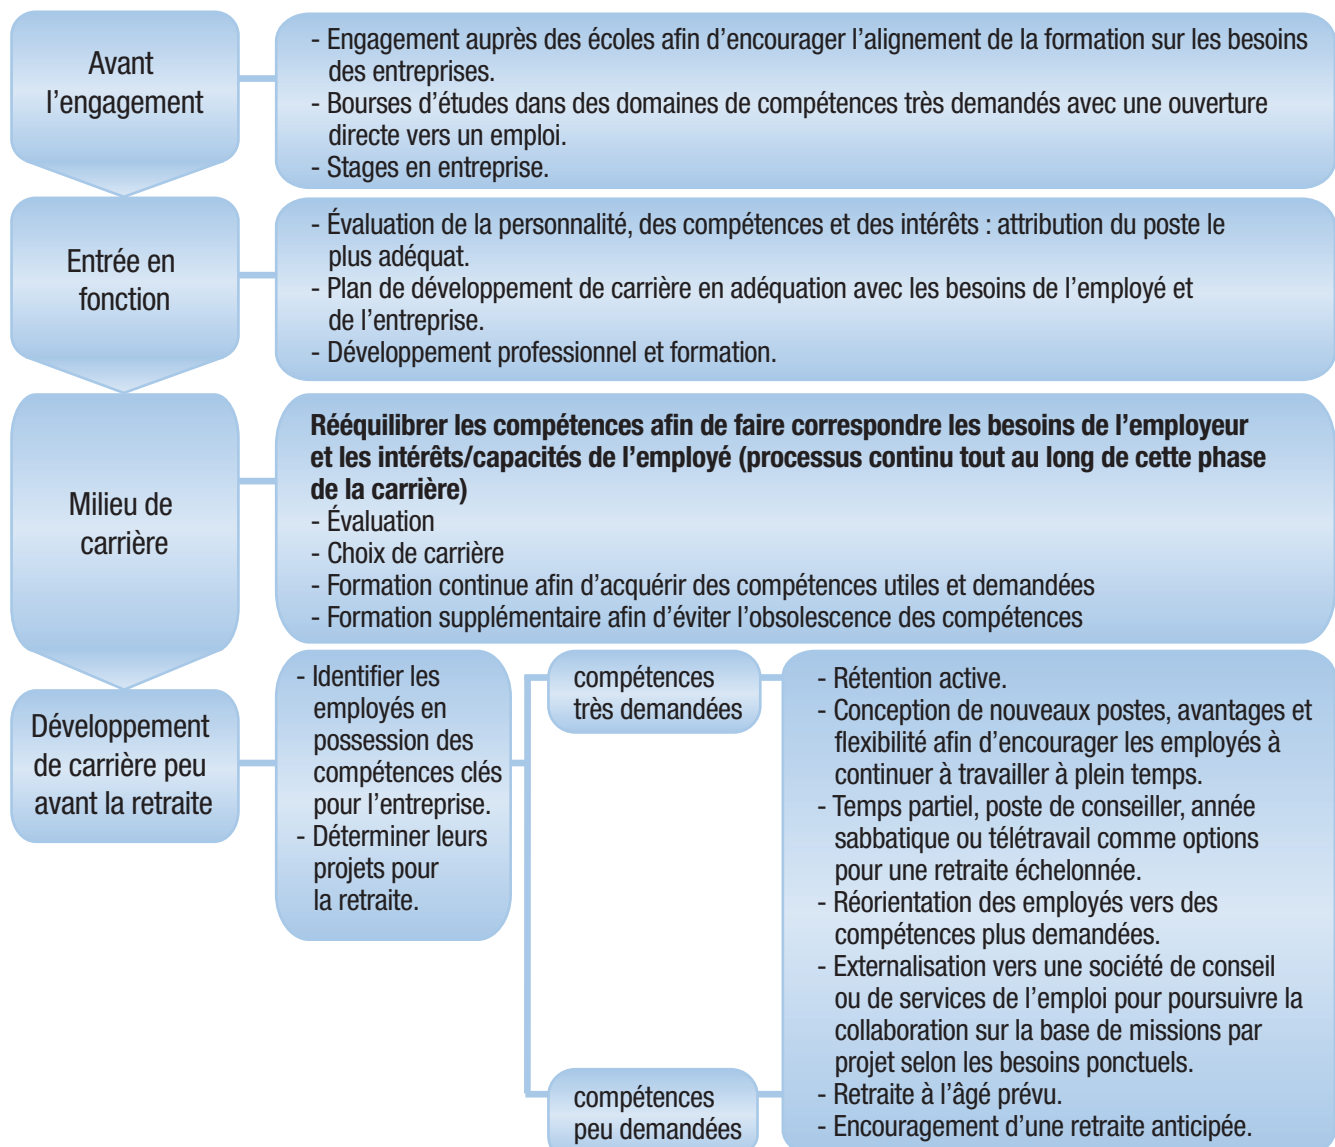 Avant
l’engagement
- Engagement auprès des écoles afin d’encourager l’alignement de la formation sur les besoins
des entreprises.
- Bourses d’études dans des domaines de compétences très demandés avec une ouverture
directe vers un emploi.
- Stages en entreprise.
Entrée en
fonction
- Évaluation de la personnalité, des compétences et des intérêts : attribution du poste le
plus adéquat.
- Plan de développement de carrière en adéquation avec les besoins de l’employé et
de l’entreprise.
- Développement professionnel et formation.
Milieu de
carrière
Rééquilibrer les compétences afin de faire correspondre les besoins de l’employeur
et les intérêts/capacités de l’employé (processus continu tout au long de cette phase
de la carrière)
- Évaluation
- Choix de carrière
- Formation continue afin d’acquérir des compétences utiles et demandées
- Formation supplémentaire afin d’éviter l’obsolescence des compétences
Développement
de carrière peu
avant la retraite
- Identifier les
employés en
possession des
compétences clés
pour l’entreprise.
- Déterminer leurs
projets pour
la retraite.
compétences
très demandées
compétences
peu demandées
- Rétention active.
- Conception de nouveaux postes, avantages et
flexibilité afin d’encourager les employés à
continuer à travailler à plein temps.
- Temps partiel, poste de conseiller, année
sabbatique ou télétravail comme options
pour une retraite échelonnée.
- Réorientation des employés vers des
compétences plus demandées.
- Externalisation vers une société de conseil
ou de services de l’emploi pour poursuivre la
collaboration sur la base de missions par
projet selon les besoins ponctuels.
- Retraite à l’âgé prévu.
- Encouragement d’une retraite anticipée.